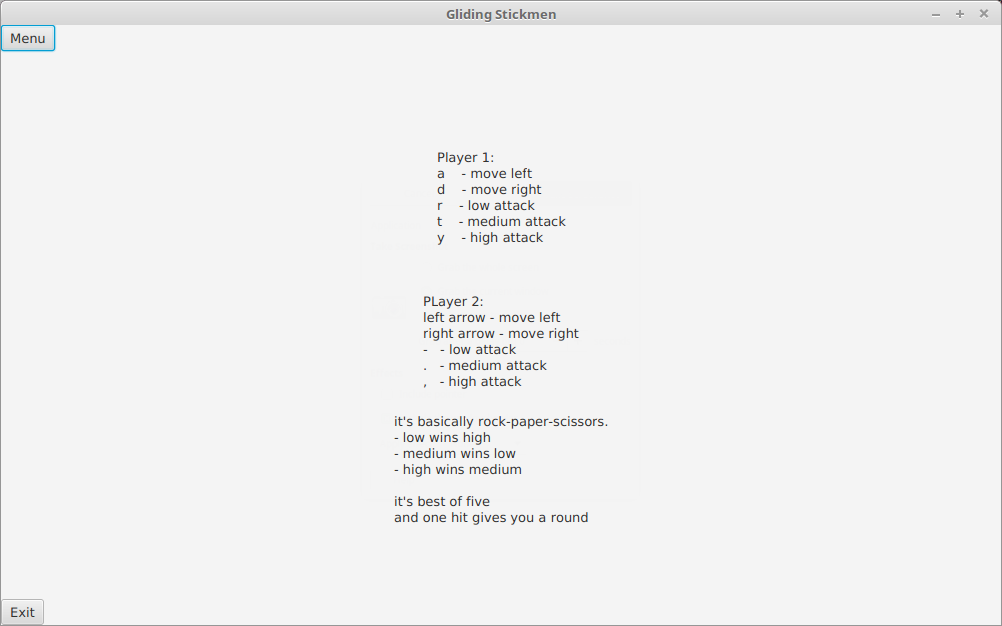 Gliding Stickmen
Menu
Player 1:
a - move left
d - move right
r - low attack
t - medium attack
y - high attack
PLayer 2:
left arrow - move left
right arrow - move right
- - low attack
. - medium attack
, - high attack
it's basically rock-paper-scissors.
- low wins high
- medium wins low
- high wins medium
it's best of five
and one hit gives you a round
Exit